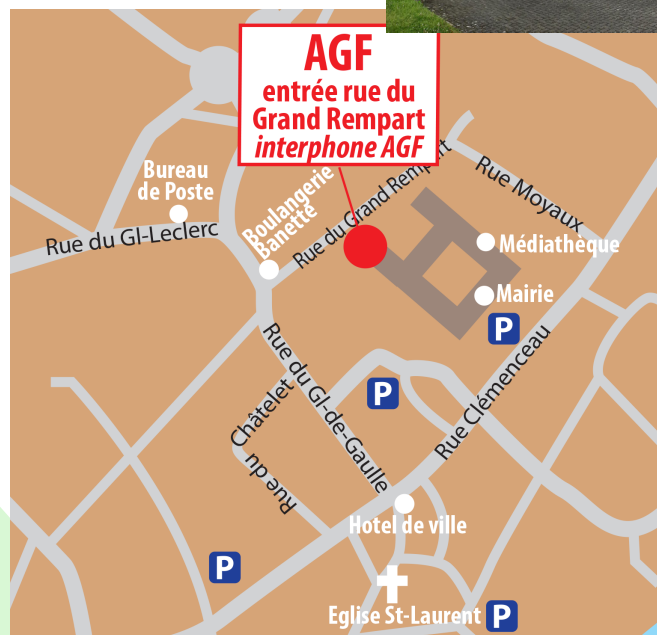 AGF
entrée rue du
Grand Rempart
interphone AGF
Bureau
de Poste
Rue du Gl-Leclerc
Boulangerie
Banette
Rue du Grand Rempart
Rue Moyaux
Médiathèque
Mairie
P
Rue Clémenceau
P
Rue du Gl-de-Gaulle
Rue du
Châtelet
Hotel de ville
P
Eglise St-Laurent
P